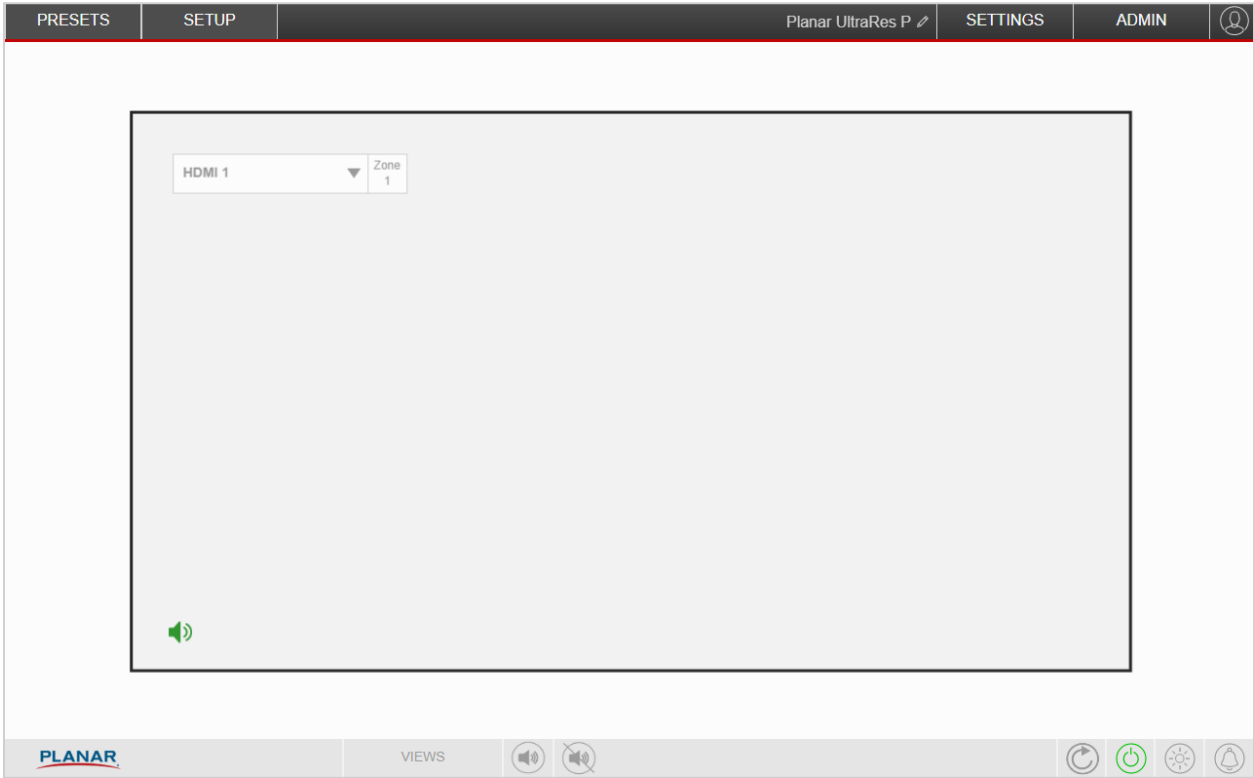 PRESETS
SETUP
Planar UltraRes P
SETTINGS
ADMIN
HDMI 1
Zone
1
PLANAR
VIEWS